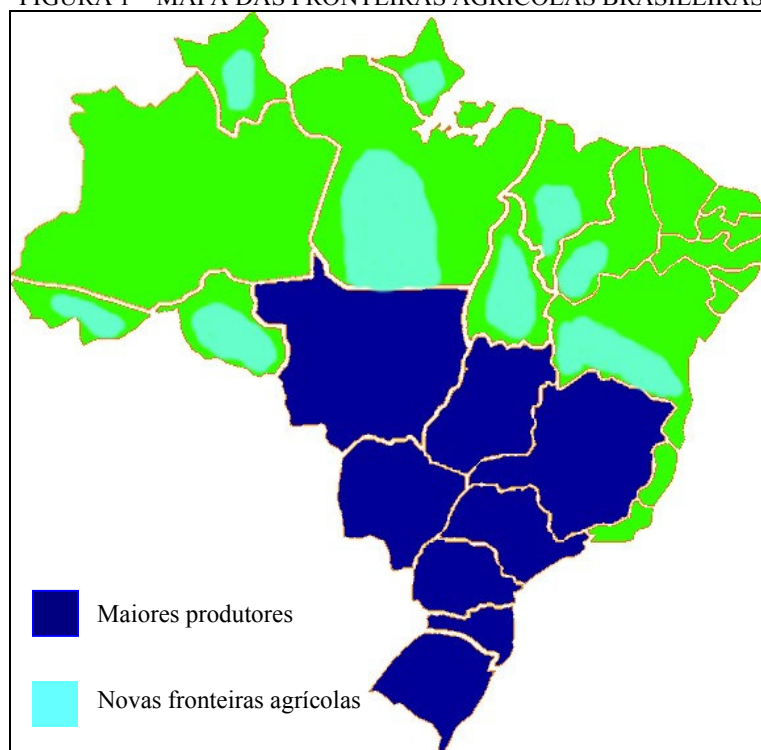 FIGURA 1 – MAPA DAS FRONTEIRAS AGRÍCOLAS BRASILEIRAS
Maiores produtores
Novas fronteiras agrícolas